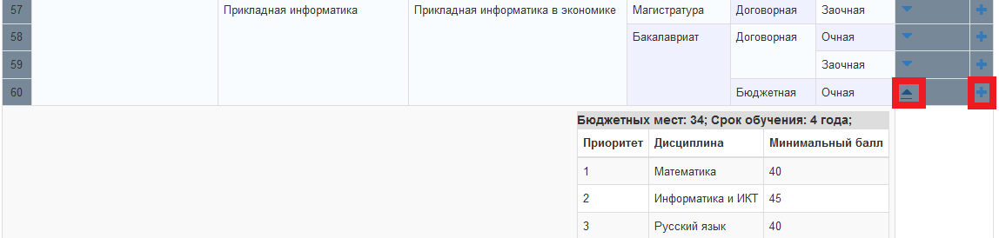 57 Прикладная информатика Прикладная информатика в экономике Магистратура Договорная Заочная
58 Бакалавриат Договорная Очная
59 Заочная
60 Бюджетная Очная
Бюджетных мест: 34; Срок обучения: 4 года;
Приоритет Дисциплина Минимальный балл
1 Математика 40
2 Информатика и ИКТ 45
3 Русский язык 40